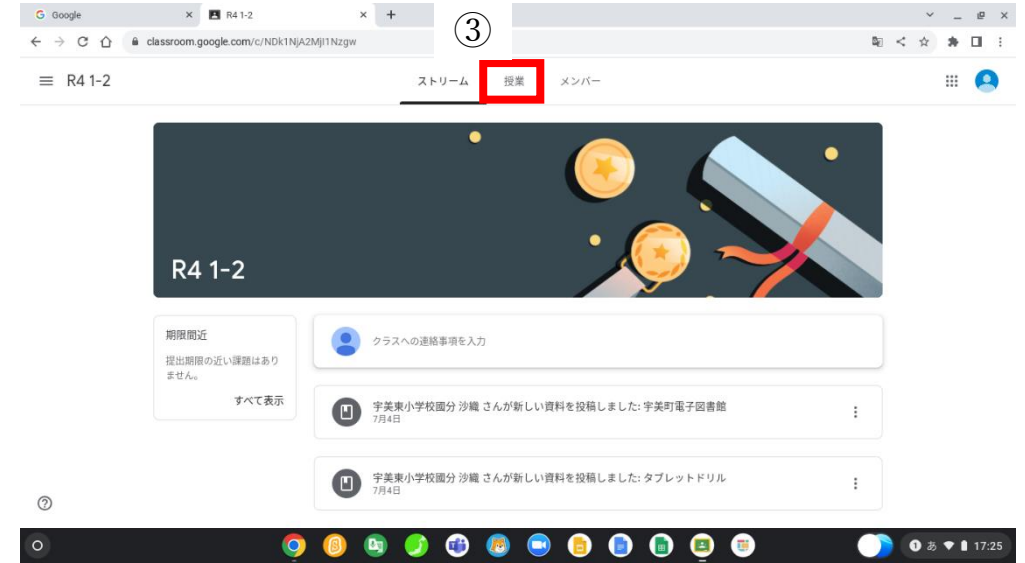 Google
R4 1-2
③
classroom.google.com/c/NDk1NjA2MjI1Nzgw
R4 1-2
ストリーム
授業
メンバー
R4 1-2
期限間近
提出期限の近い課題はあり
ません。
すべて表示
クラスへの連絡事項を入力
宇美東小学校國分 沙織 さんが新しい資料を投稿しました: 宇美町電子図書館
7月4日
宇美東小学校國分 沙織 さんが新しい資料を投稿しました: タブレットドリル
7月4日
1 あ 17:25